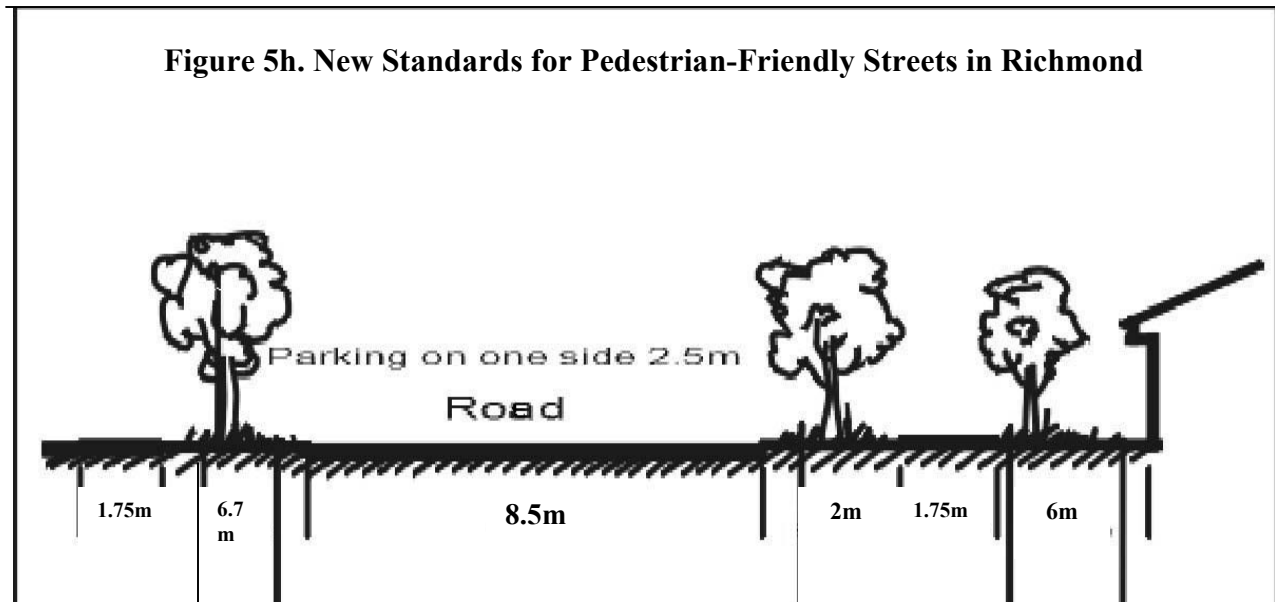 Figure 5h. New Standards for Pedestrian-Friendly Streets in Richmond
Parking on one side 2.5m
Road
1.75m
6.7
m
8.5m
2m
1.75m
6m